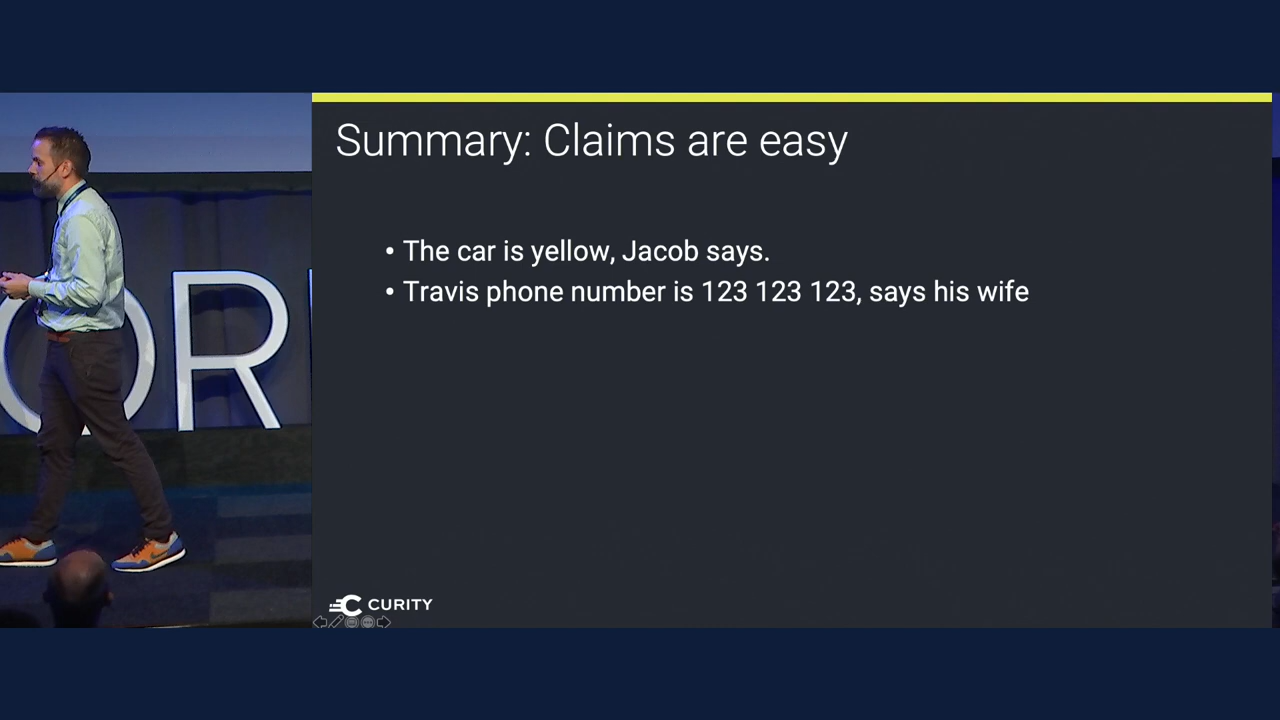 Summary: Claims are easy
• The car is yellow, Jacob says.
• Travis phone number is 123 123 123, says his wife
CURITY
OR